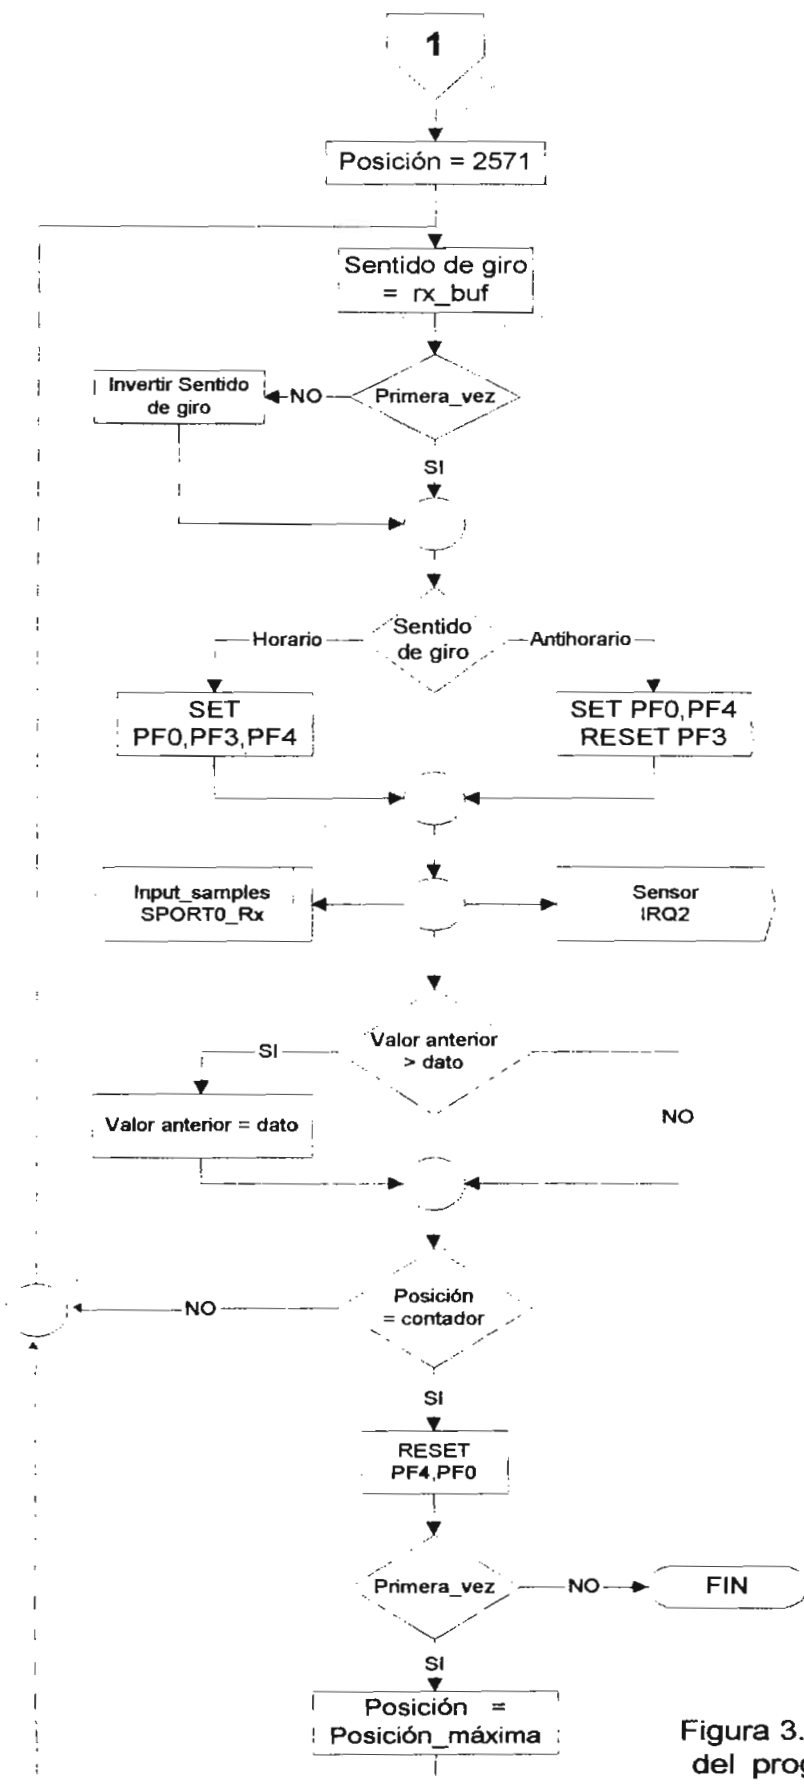 1
Posición = 2571
Sentido de giro
= rx_buf
Primera_vez
NO
Invertir Sentido
de giro
SI
Sentido
de giro
Horario
Antihorario
SET
PF0,PF3,PF4
SET PF0,PF4
RESET PF3
Input_samples
SPORT0_Rx
Sensor
IRQ2
Valor anterior
> dato
SI
NO
Valor anterior = dato
Posición
= contador
NO
SI
RESET
PF4,PF0
Primera_vez
NO
FIN
SI
Posición =
Posición_máxima
Figura 3.
del prog